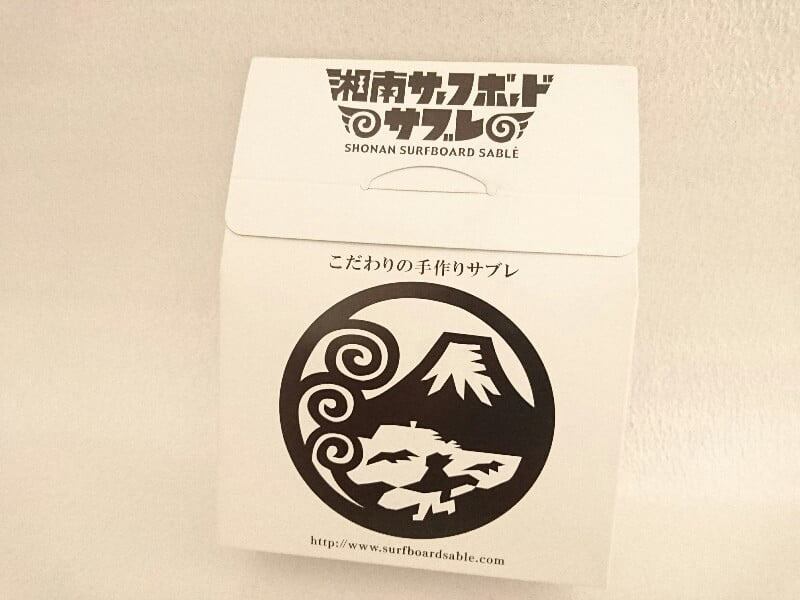 湘南サーフボード
サブレ
SHONAN SURFBOARD SABLÉ
こだわりの手作りサブレ
http://www.surfboardsable.com